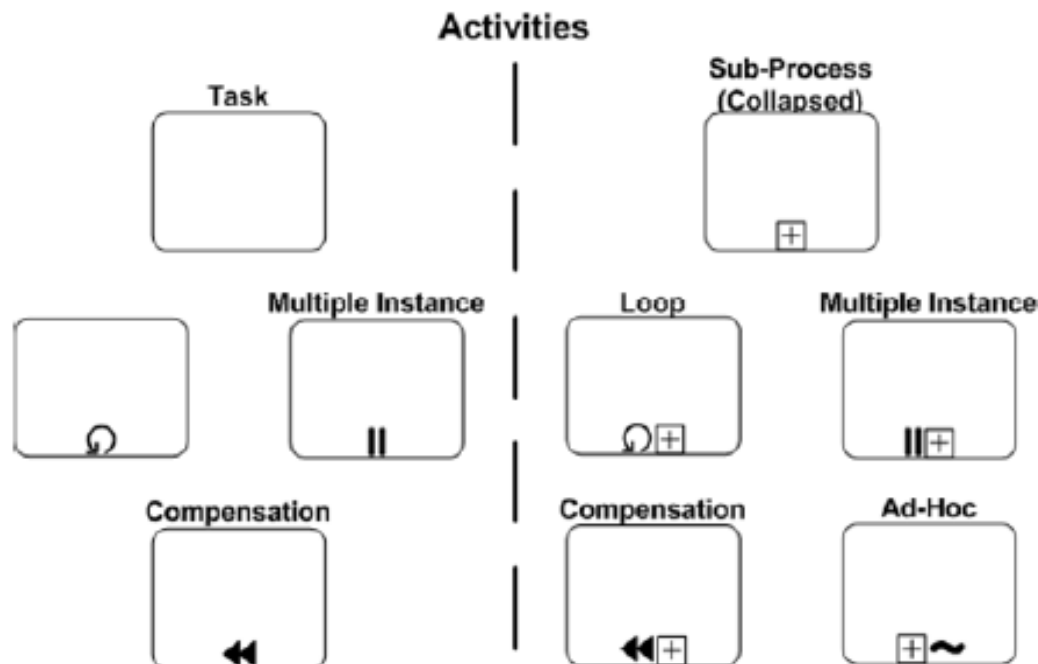 Activities
Task
Sub-Process
(Collapsed)
Multiple Instance
Loop
Multiple Instance
Compensation
Compensation
Ad-Hoc